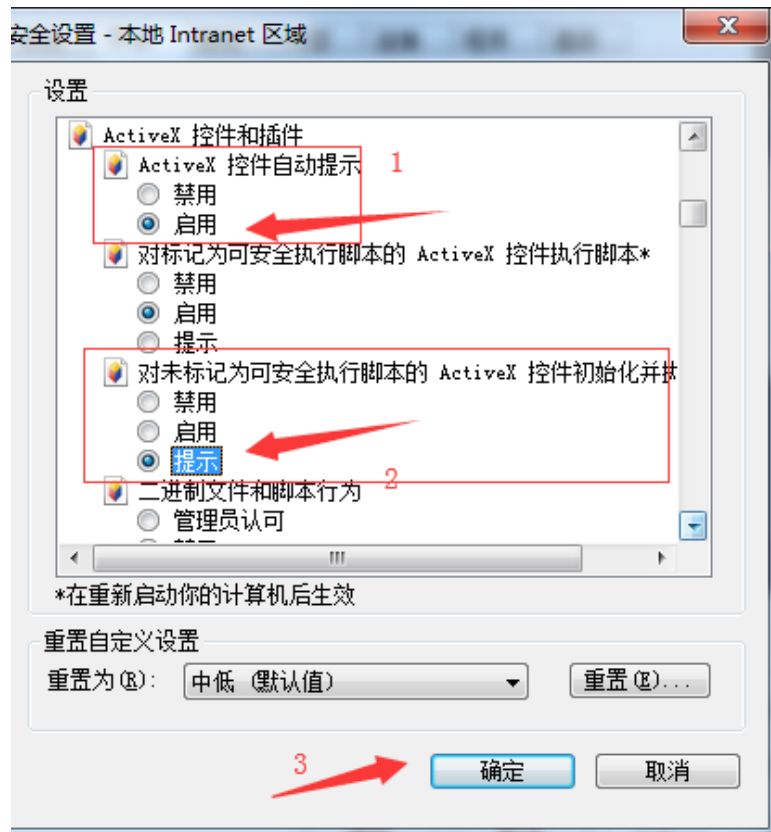 安全设置 - 本地 Intranet 区域
设置
ActiveX 控件和插件
ActiveX 控件自动提示
1
禁用
启用
对标记为可安全执行脚本的 ActiveX 控件执行脚本*
禁用
启用
提示
对未标记为可安全执行脚本的 ActiveX 控件初始化并执
禁用
启用
提示
2
二进制文件和脚本行为
管理员认可
*在重新启动你的计算机后生效
重置自定义设置
重置为(R): 中低 (默认值) 重置(E)...
3
确定 取消